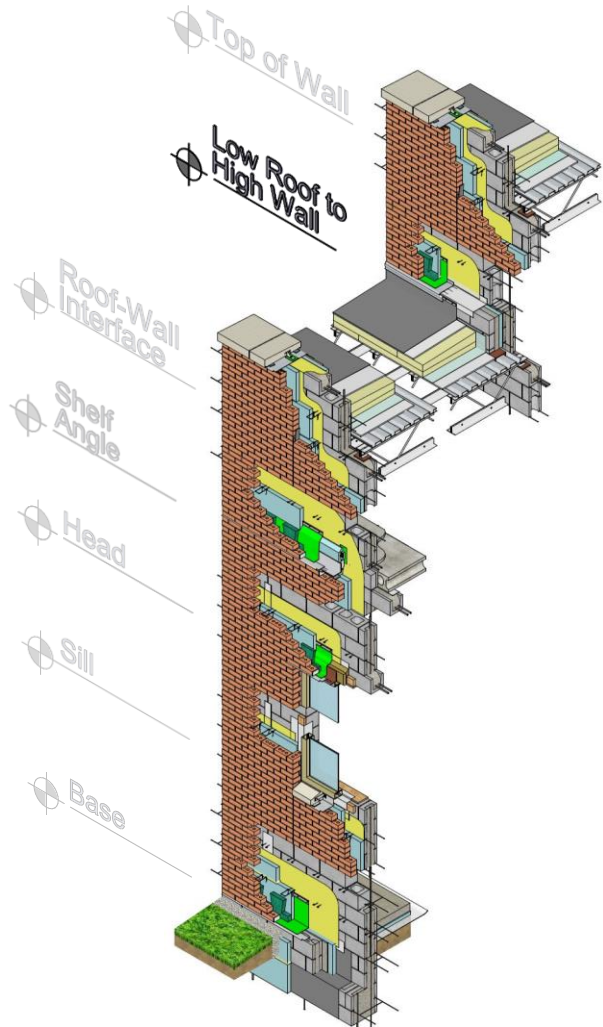 Top of Wall
Low Roof to
High Wall
Roof-Wall
Interface
Shelf
Angle
Head
Sill
Base